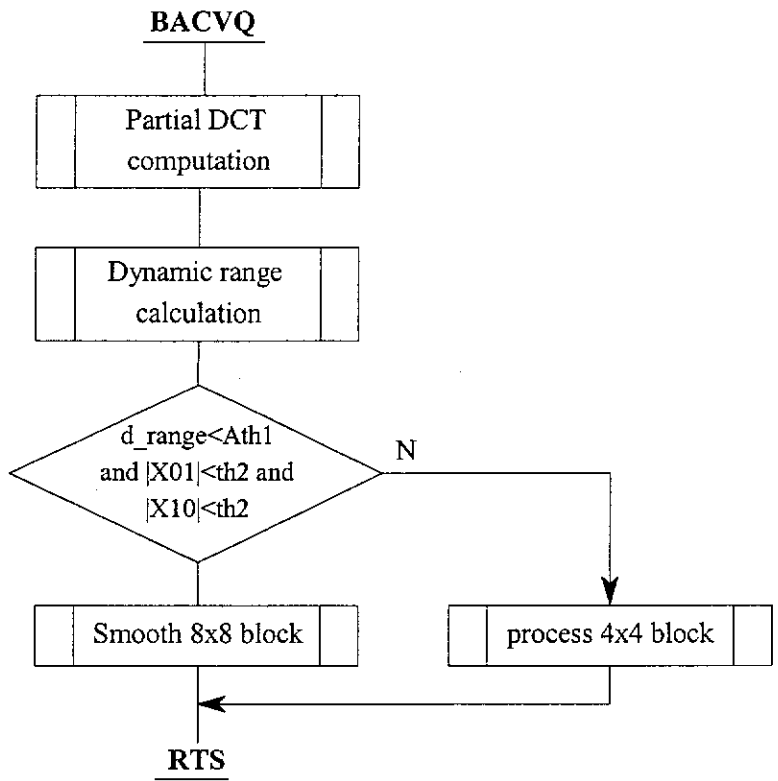 BACVQ
Partial DCT
computation
Dynamic range
calculation
d_range<Ath1
and |X01|<th2 and
|X10|<th2
N
Smooth 8x8 block
process 4x4 block
RTS